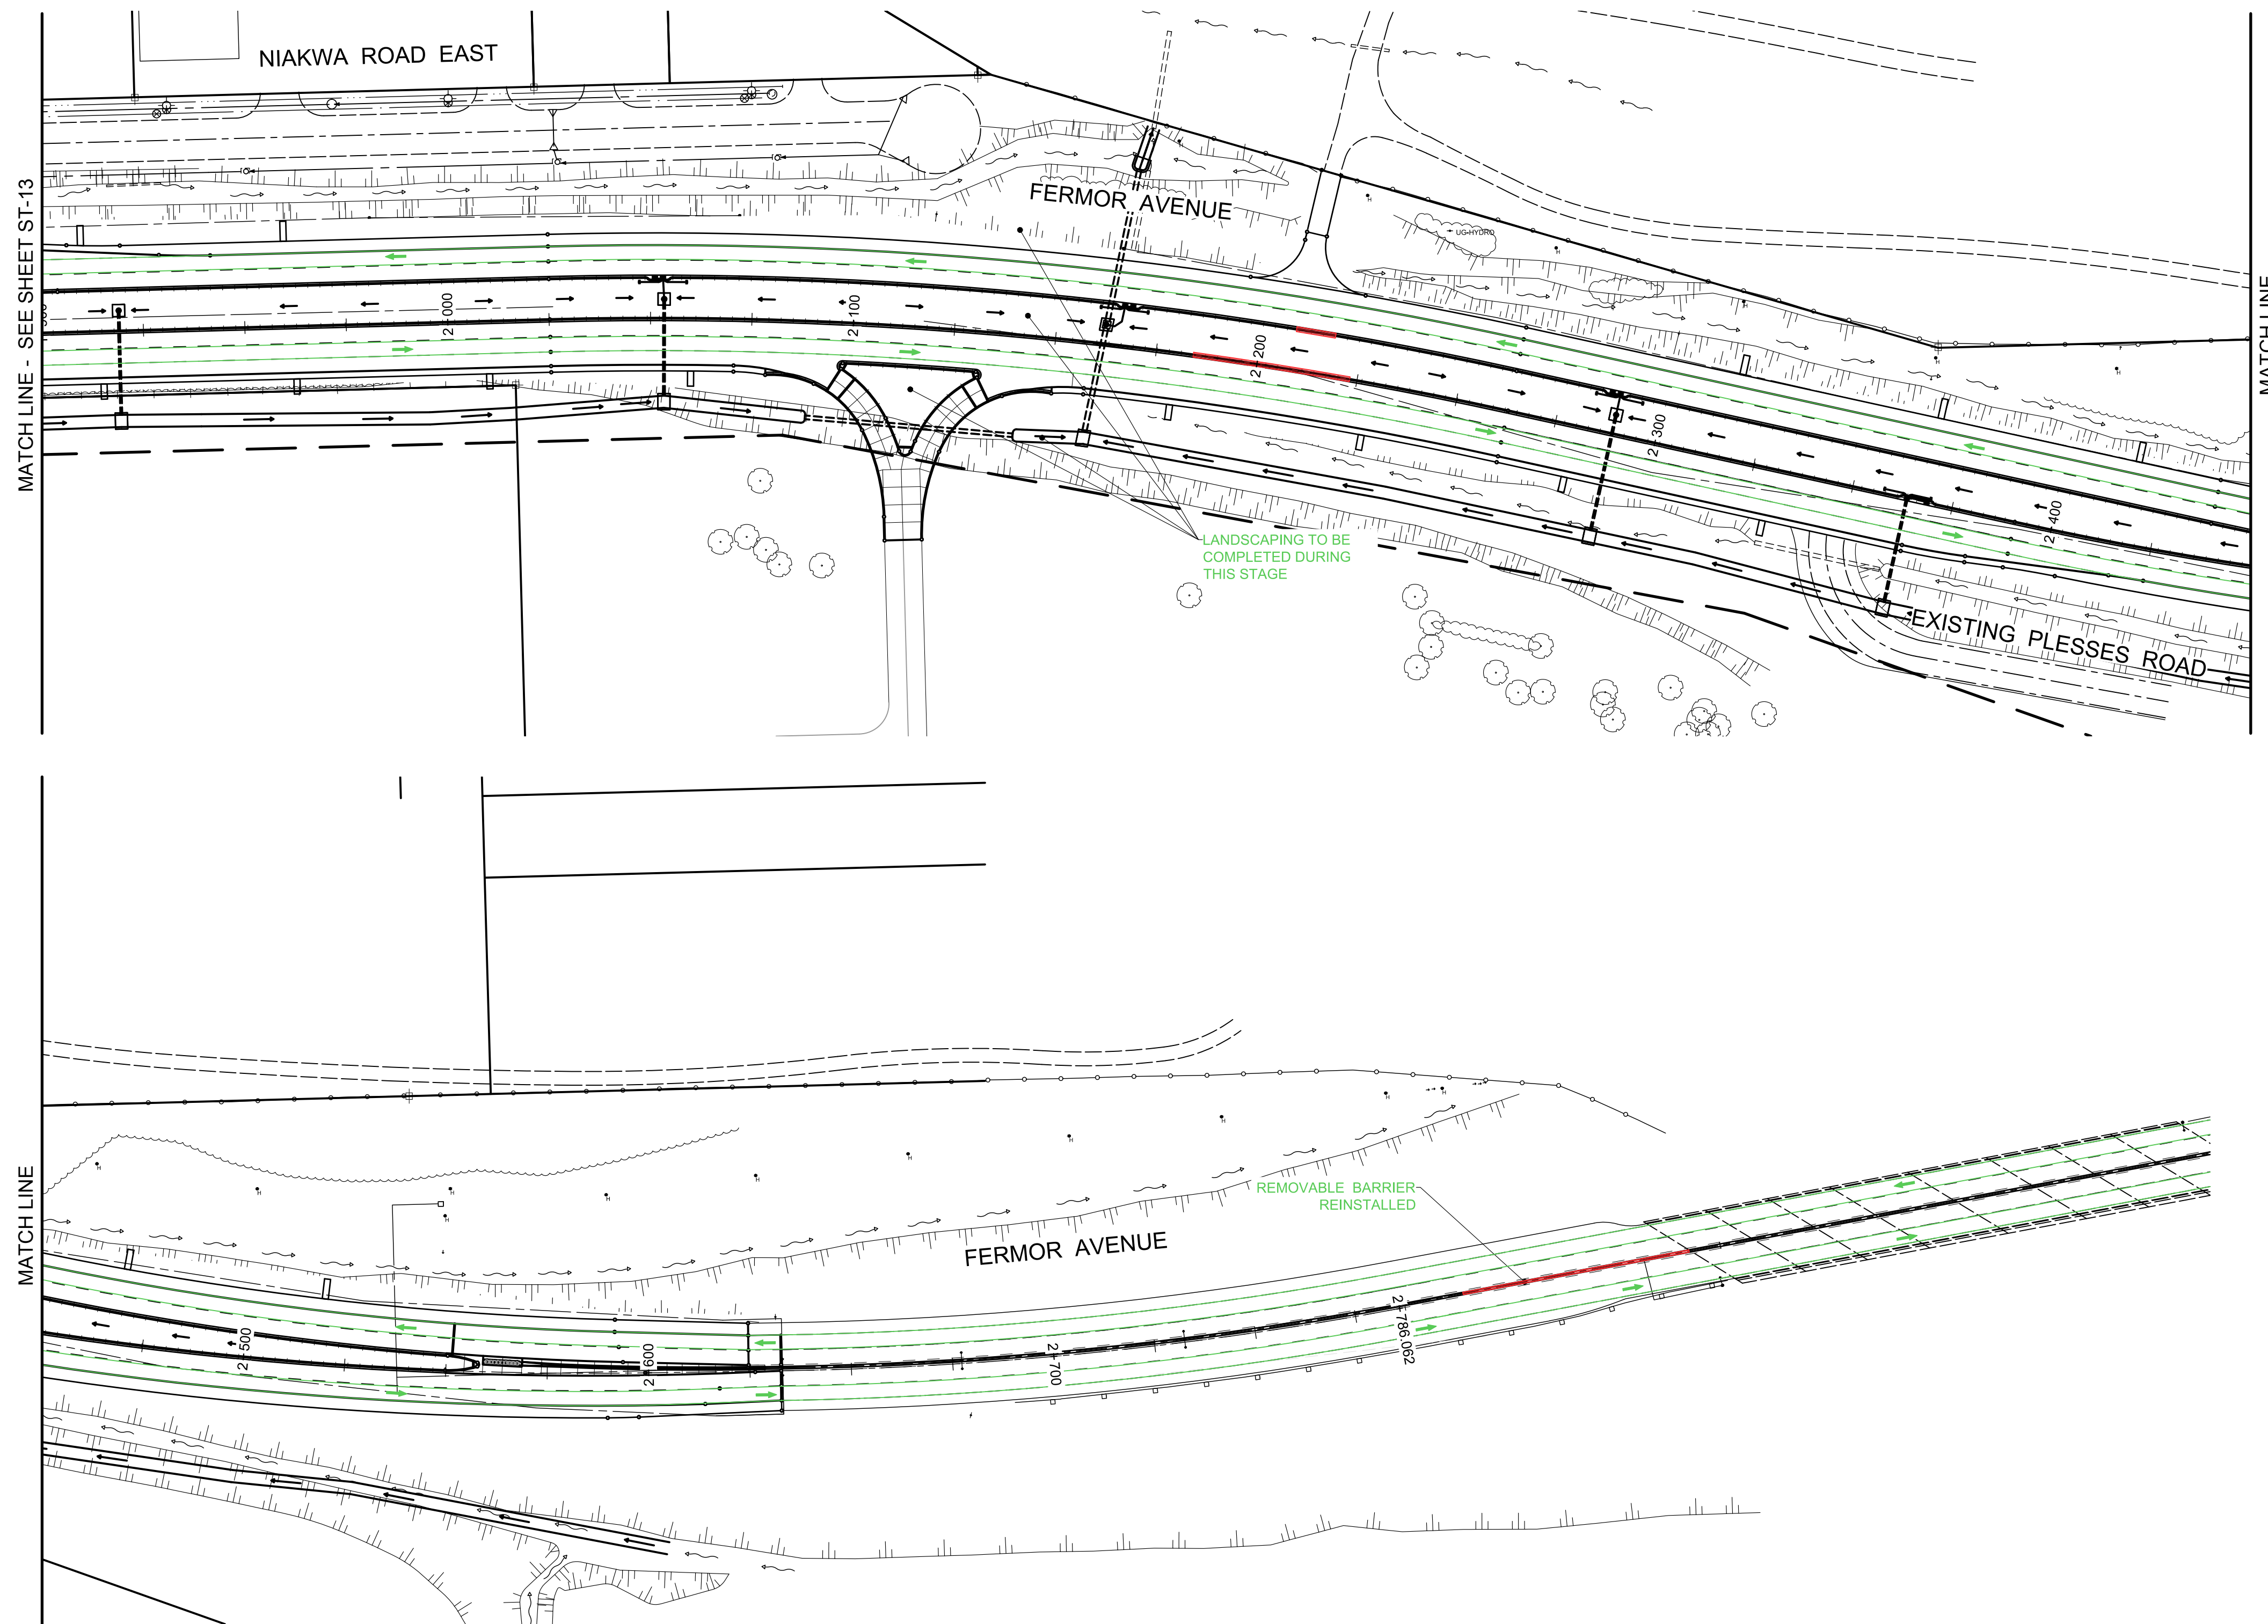 NIAKWA ROAD EAST
MATCH LINE - SEE SHEET ST-13
FERMOR AVENUE
UG-HYDRO
H
H
H
H
H
MATCH LINE
2+000
2+100
2+200
2+300
2+400
LANDSCAPING TO BE
COMPLETED DURING
THIS STAGE
EXISTING PLESSES ROAD
MATCH LINE
H
H
H
H
H
H
H
H
H
H
H
REMOVABLE BARRIER
REINSTALLED
FERMOR AVENUE
2+500
2+600
2+700
2+786.062